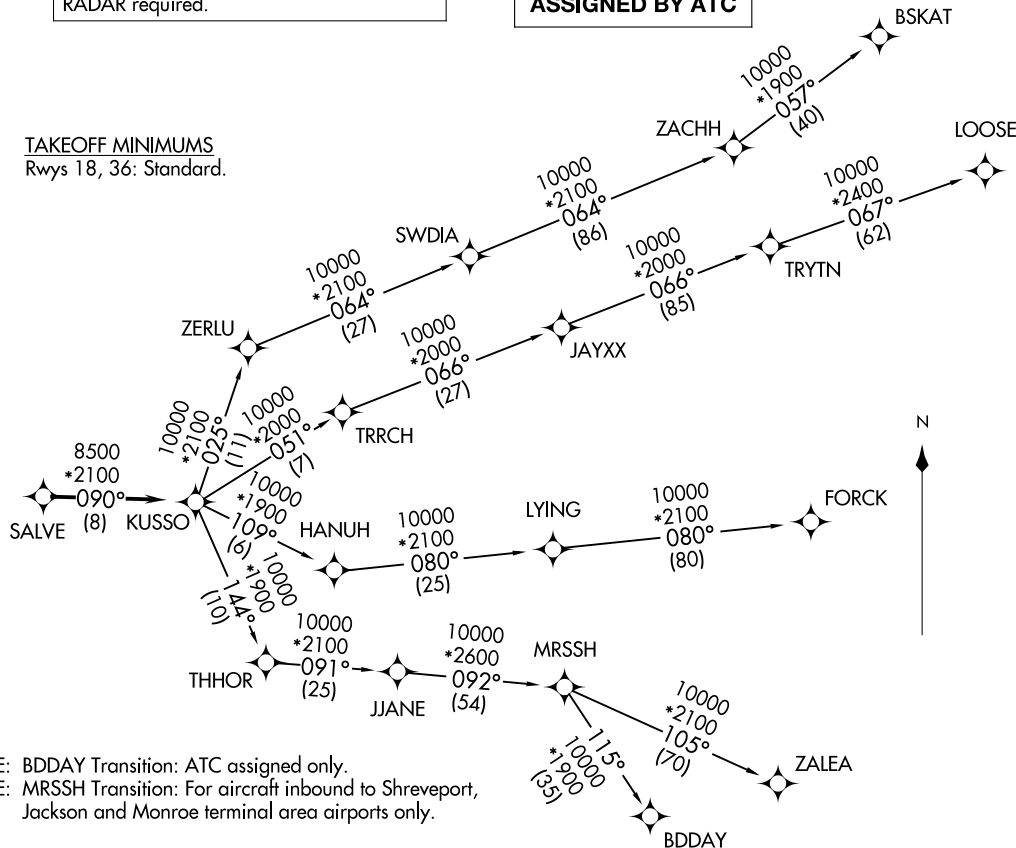 RADAR required.
ASSIGNED BY ATC
BSKAT
10000
*1900
057°
(40)
ZACHH
LOOSE
TAKEOFF MINIMUMS
Rwys 18, 36: Standard.
10000
*2100
064°
(86)
10000
*2400
067°
(62)
SWDIA
TRYTN
10000
*2100
064°
(27)
10000
*2000
066°
(85)
ZERLU
JAYXX
10000
*2000
066°
(27)
TRRCH
10000
*2100
025°
(11)
10000
*2000
051°
(7)
N
8500
*2100
090°
(8)
SALVE
KUSSO
10000
*1900
109°
(6)
HANUH
10000
*2100
080°
(25)
LYING
10000
*2100
080°
(80)
FORCK
10000
*1900
144°
(10)
THHOR
10000
*2100
091°
(25)
JJANE
10000
*2600
092°
(54)
MRSSH
10000
*2100
105°
(70)
ZALEA
115°
10000
*1900
(35)
BDDAY
E: BDDAY Transition: ATC assigned only.
E: MRSSH Transition: For aircraft inbound to Shreveport,
Jackson and Monroe terminal area airports only.